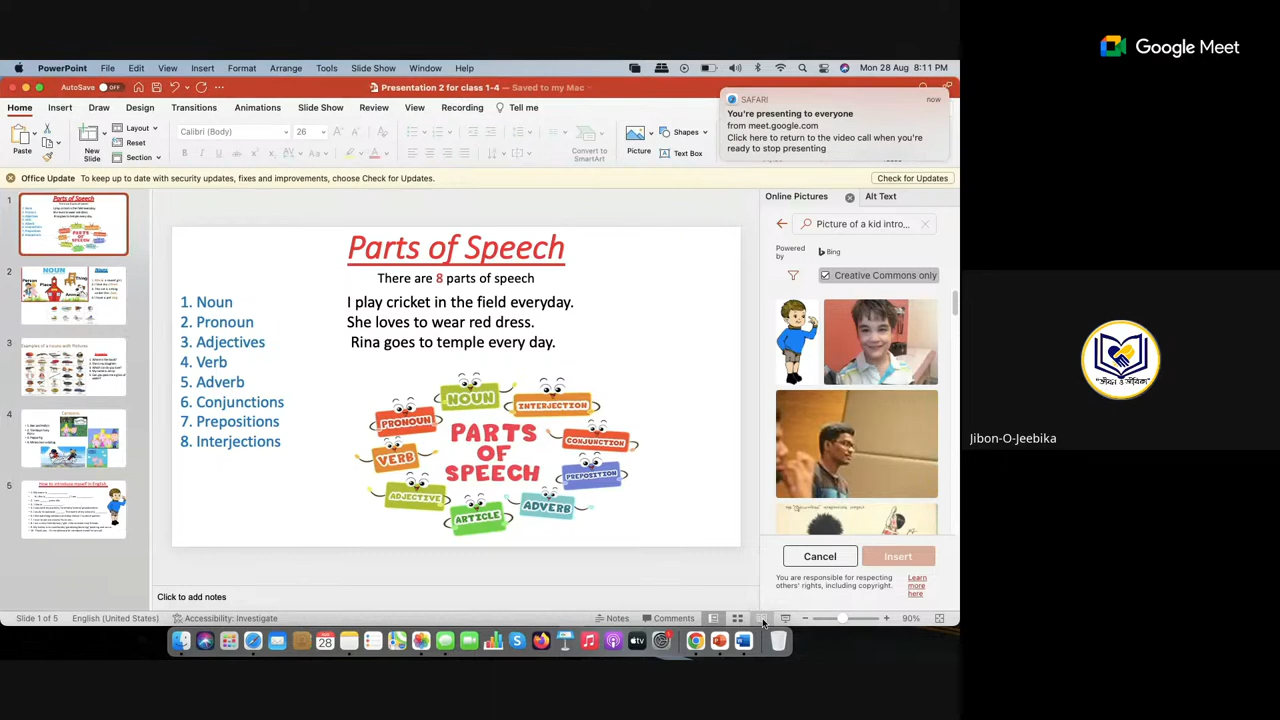 Google Meet
PowerPoint File Edit View Insert Format Arrange Tools Slide Show Window Help Mon 28 Aug 8:11 PM
AutoSave OFF Presentation 2 for class 1-4 — Saved to my Mac
Home Insert Draw Design Transitions Animations Slide Show Review View Recording Tell me
SAFARI now
You're presenting to everyone
from meet.google.com
Click here to return to the video call when you're
ready to stop presenting
Paste New Slide Layout Reset Section Calibri (Body) 26 Convert to SmartArt Picture Shapes Text Box
Office Update To keep up to date with security updates, fixes and improvements, choose Check for Updates. Check for Updates
1
2
3
4
5
Parts of Speech
There are 8 parts of speech
1. Noun I play cricket in the field everyday.
2. Pronoun She loves to wear red dress.
3. Adjectives Rina goes to temple every day.
4. Verb
5. Adverb
6. Conjunctions
7. Prepositions
8. Interjections
NOUN
INTERJECTION
PRONOUN
CONJUNCTION
VERB
PREPOSITION
ADJECTIVE
ADVERB
ARTICLE
PARTS
OF
SPEECH
Online Pictures Alt Text
Picture of a kid intro...
Powered
by Bing
Creative Commons only
Cancel Insert
You are responsible for respecting
others' rights, including copyright.
Learn
more
here
Click to add notes
Slide 1 of 5 English (United States) Accessibility: Investigate Notes Comments 90%
"জীবন ও জীবিকা"
Jibon-O-Jeebika